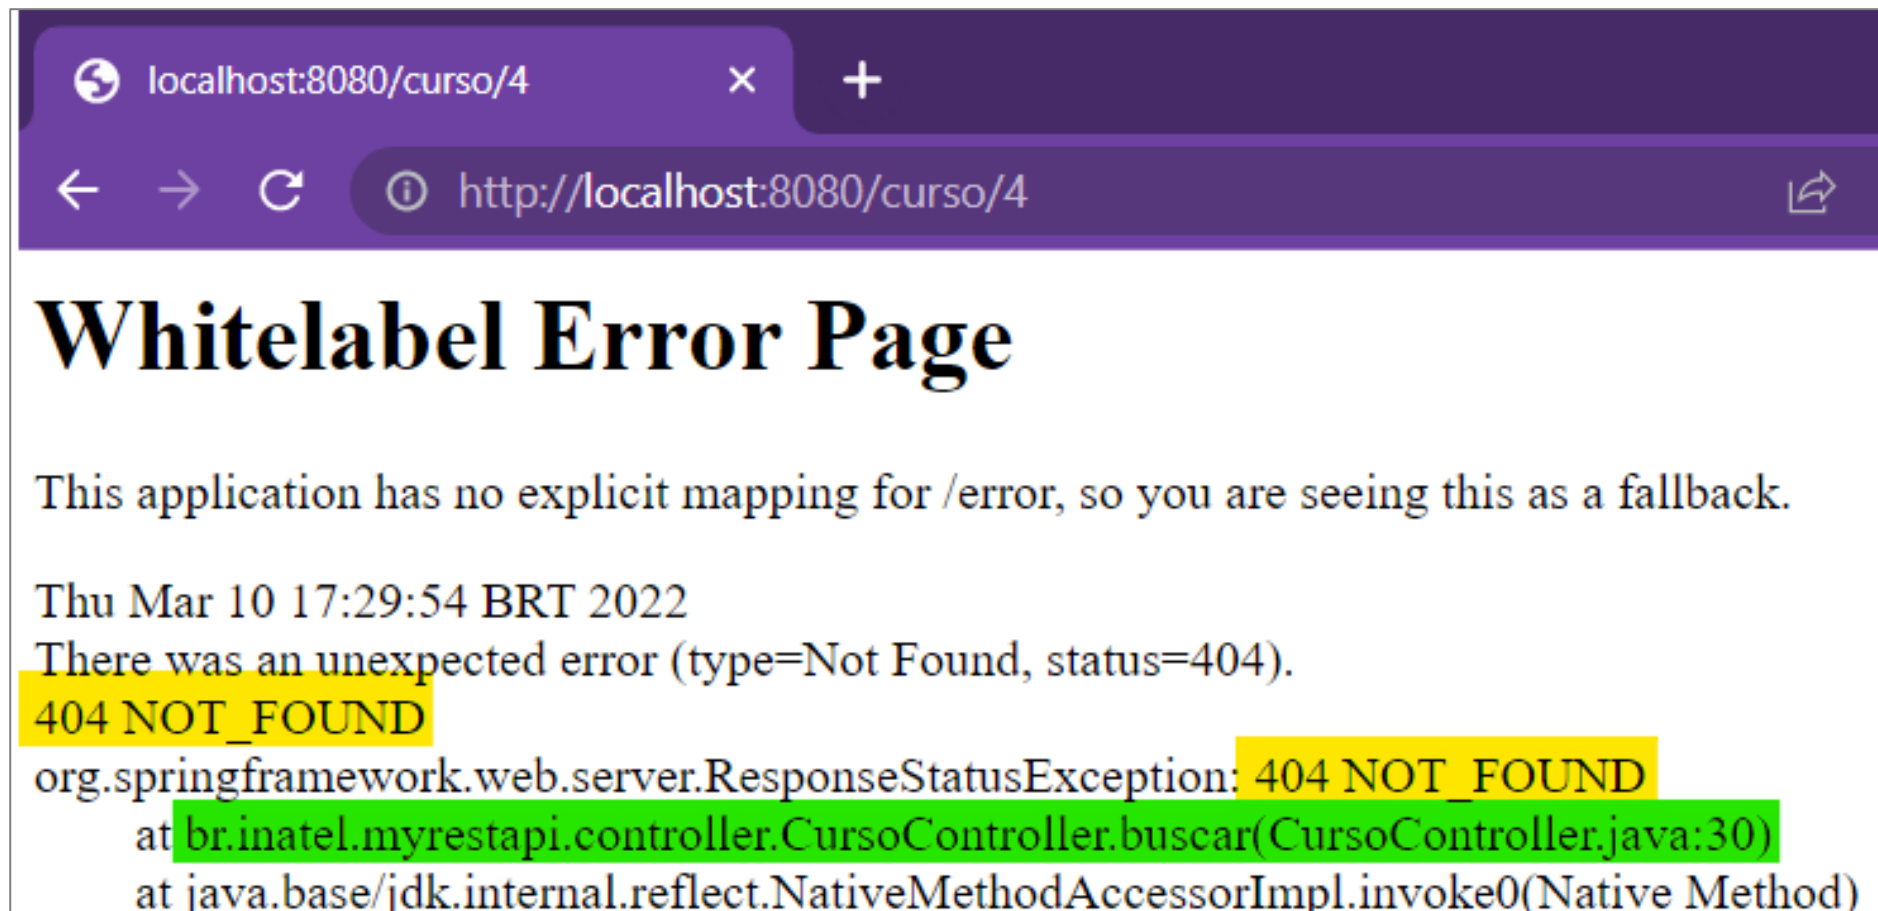 localhost:8080/curso/4
http://localhost:8080/curso/4
Whitelabel Error Page
This application has no explicit mapping for /error, so you are seeing this as a fallback.
Thu Mar 10 17:29:54 BRT 2022
There was an unexpected error (type=Not Found, status=404).
404 NOT_FOUND
org.springframework.web.server.ResponseStatusException: 404 NOT_FOUND
at br.inatel.myrestapi.controller.CursoController.buscar(CursoController.java:30)
at java.base/jdk.internal.reflect.NativeMethodAccessorImpl.invoke0(Native Method)